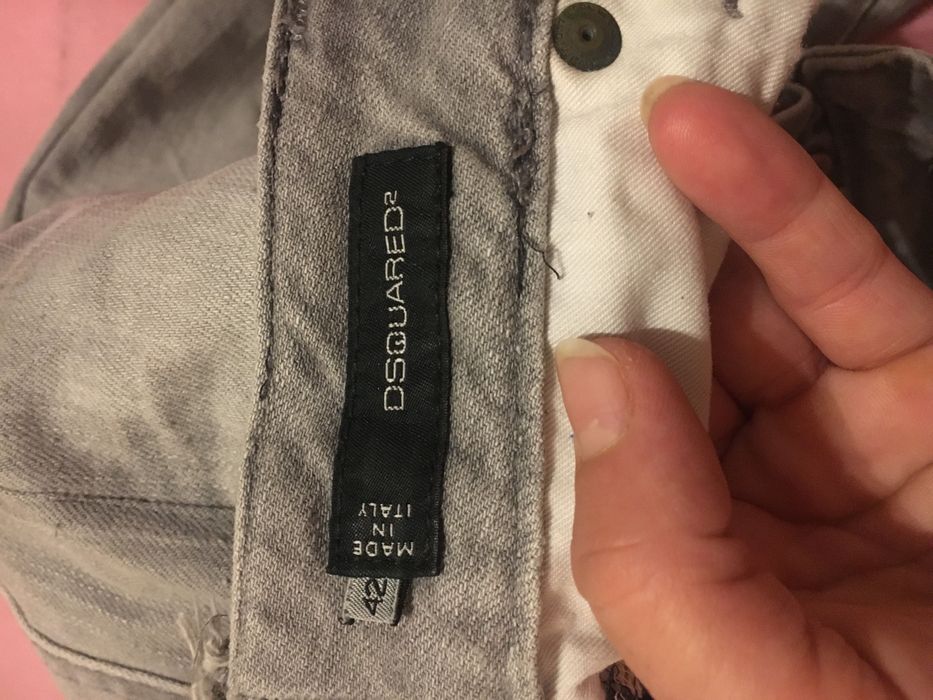 DSQUARED²
MADE
IN
ITALY
42